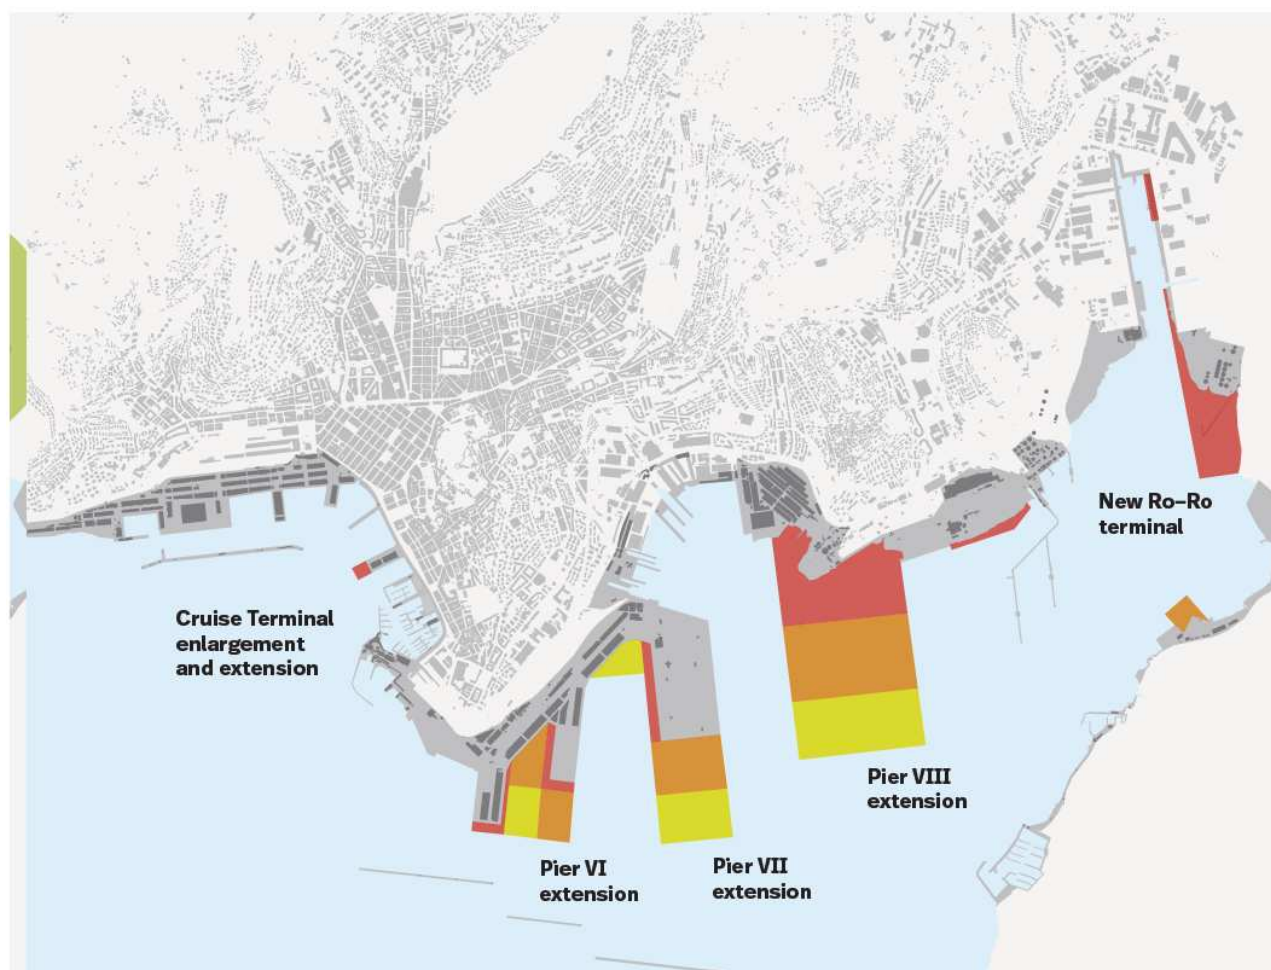 New Ro–Ro
terminal
Cruise Terminal
enlargement
and extension
Pier VIII
extension
Pier VI
extension
Pier VII
extension